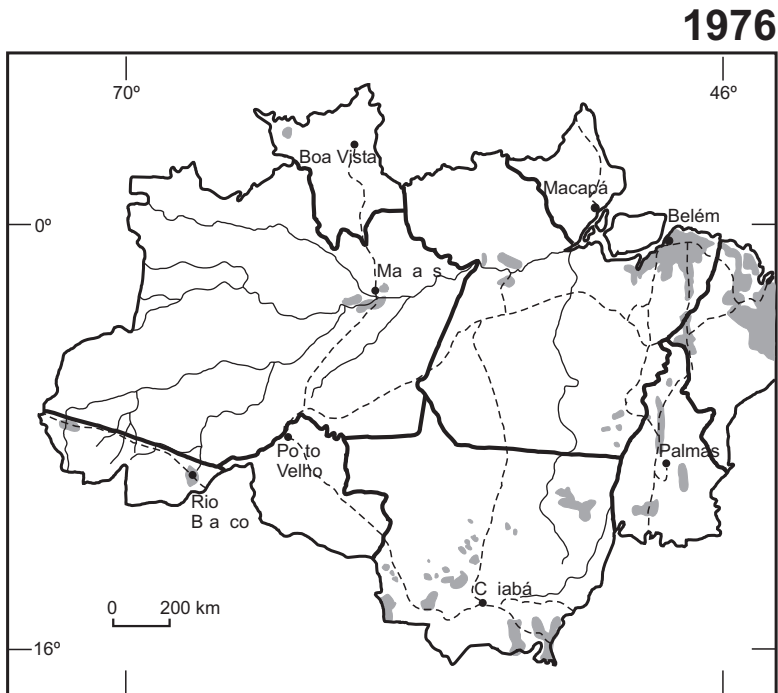 1976
70º
46º
Boa Vista
Macapá
0º
Belém
Ma a s
Palmas
Po to
Velho
Rio
B a co
C iabá
0 200 km
16º